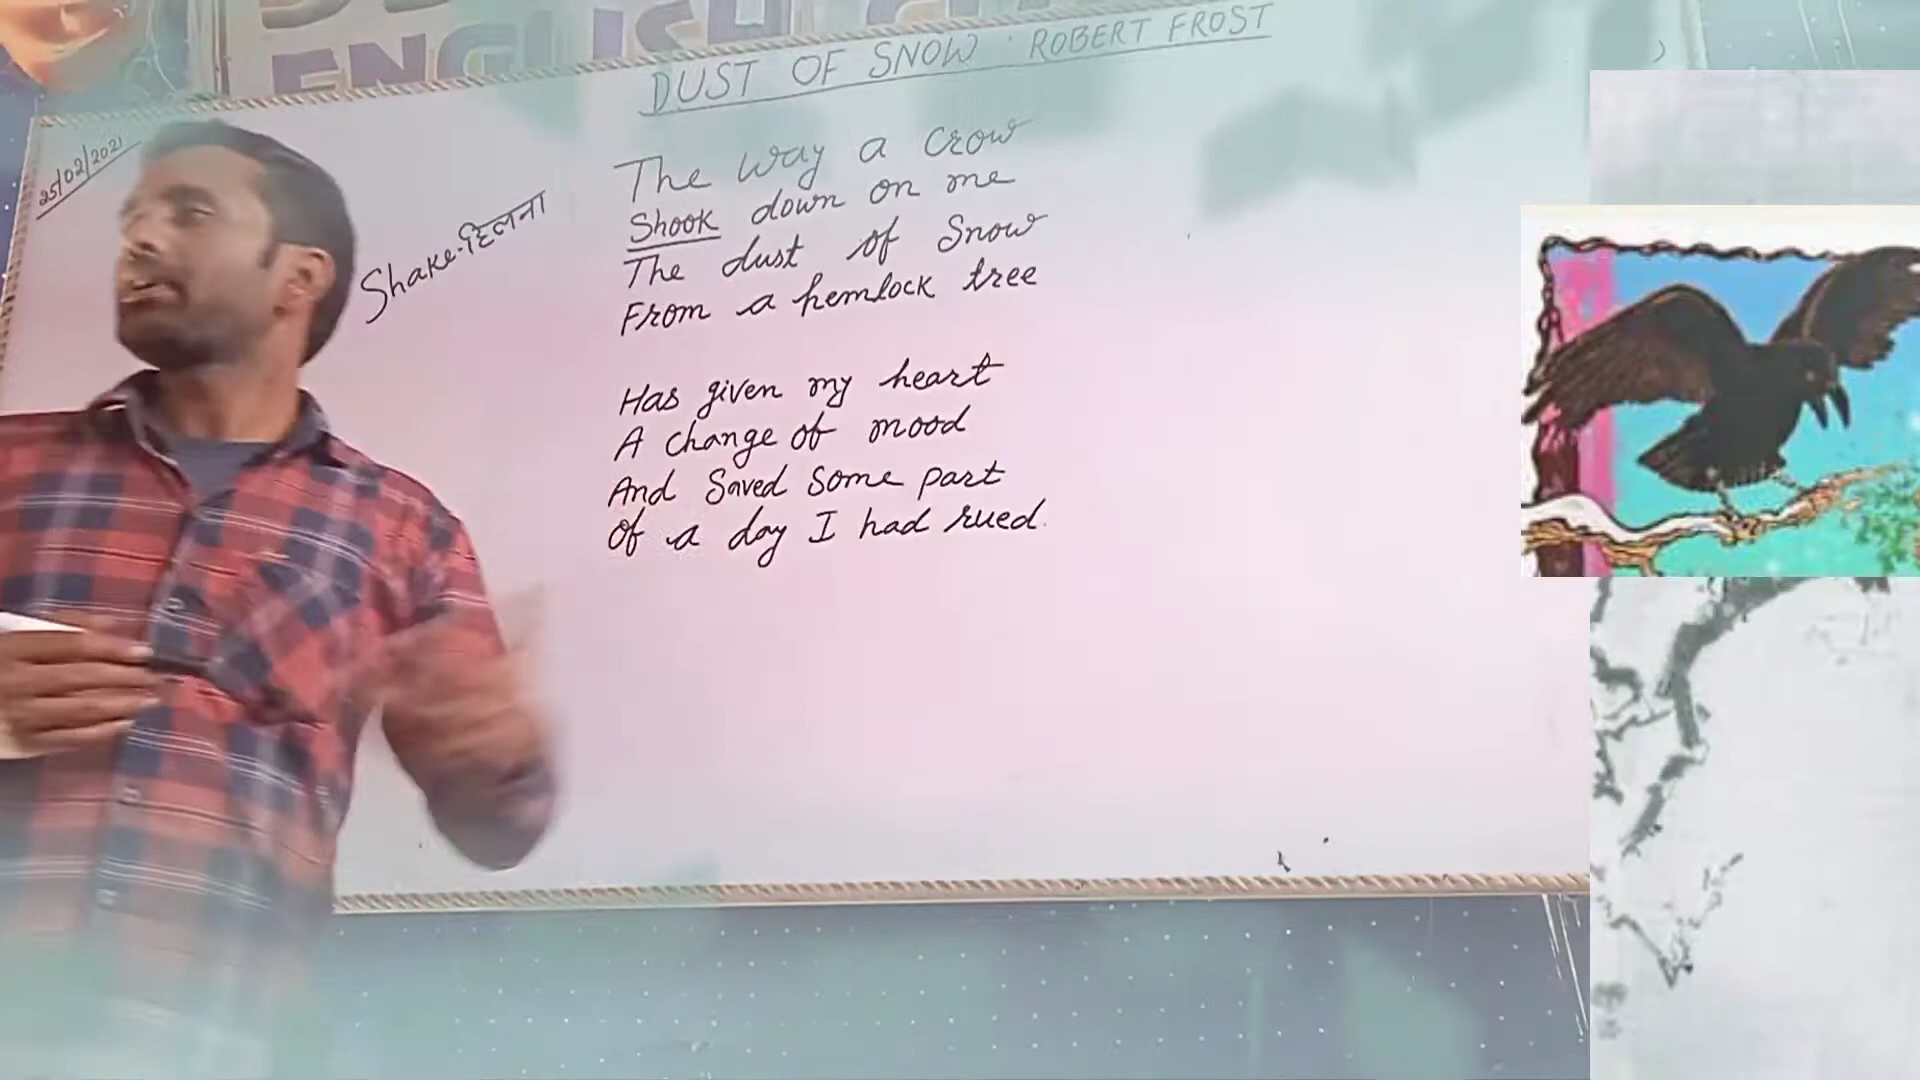 ENGLISH
DUST OF SNOW : ROBERT FROST
25/02/2021
Shake-हिलना
The way a Crow
Shook down on me
The dust of Snow
From a hemlock tree
Has given my heart
A change of mood
And Saved Some part
Of a day I had rued.